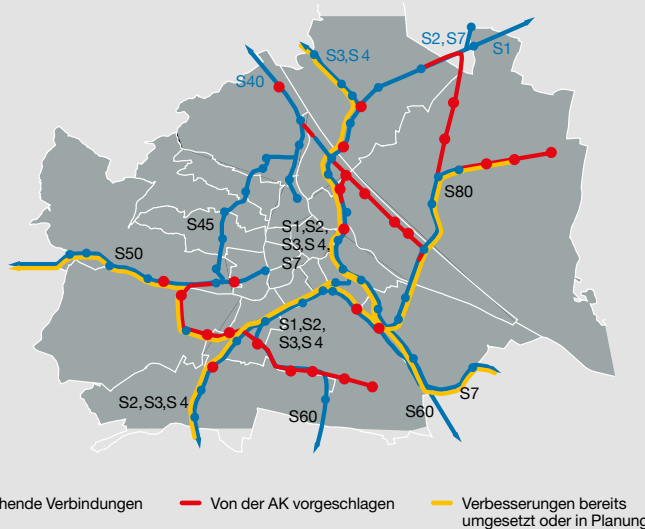 S2, S7
S1
S3, S 4
S40
S80
S45
S1, S2,
S3, S 4,
S7
S50
S1, S2,
S3, S 4
S7
S2, S3, S 4
S60
S60
hende Verbindungen
Von der AK vorgeschlagen
Verbesserungen bereits
umgesetzt oder in Planung